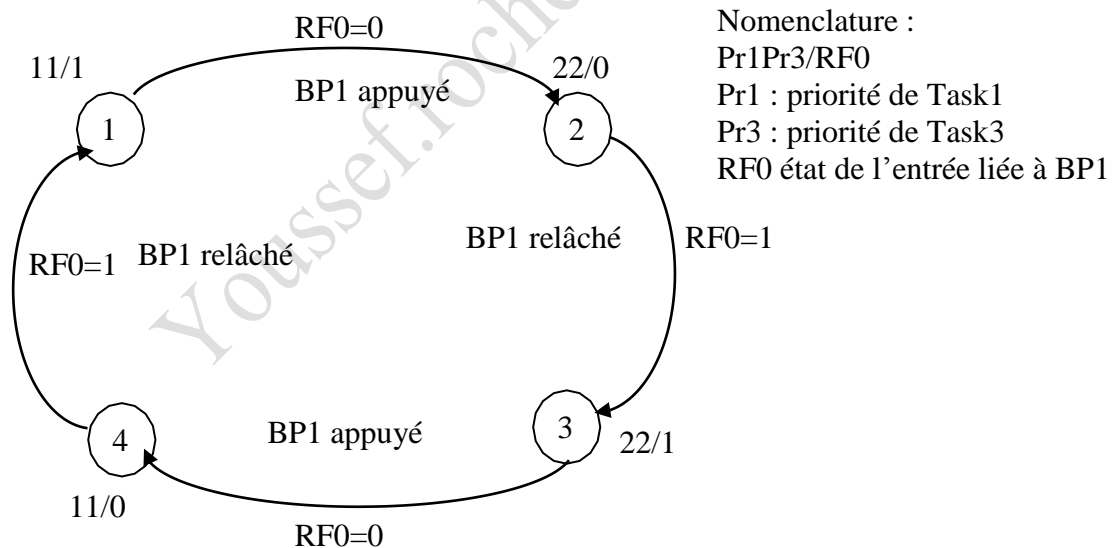 RF0=0
11/1
BP1 appuyé
22/0
1
2
Nomenclature :
Pr1Pr3/RF0
Pr1 : priorité de Task1
Pr3 : priorité de Task3
RF0 état de l’entrée liée à BP1
RF0=1
BP1 relâché
BP1 relâché
RF0=1
4
BP1 appuyé
3
22/1
11/0
RF0=0
Youssef.roche